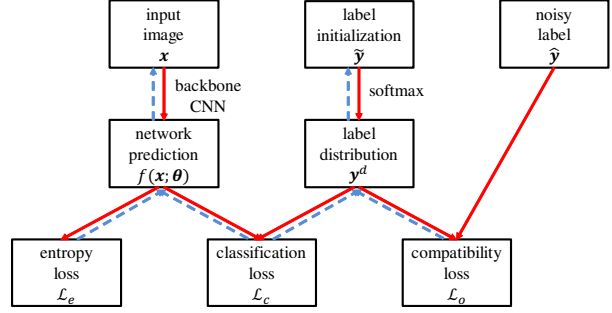 input
image
x
label
initialization
ỹ
noisy
label
ŷ
backbone
CNN
softmax
network
prediction
f(x; θ)
label
distribution
y^d
entropy
loss
ℒ_e
classification
loss
ℒ_c
compatibility
loss
ℒ_o